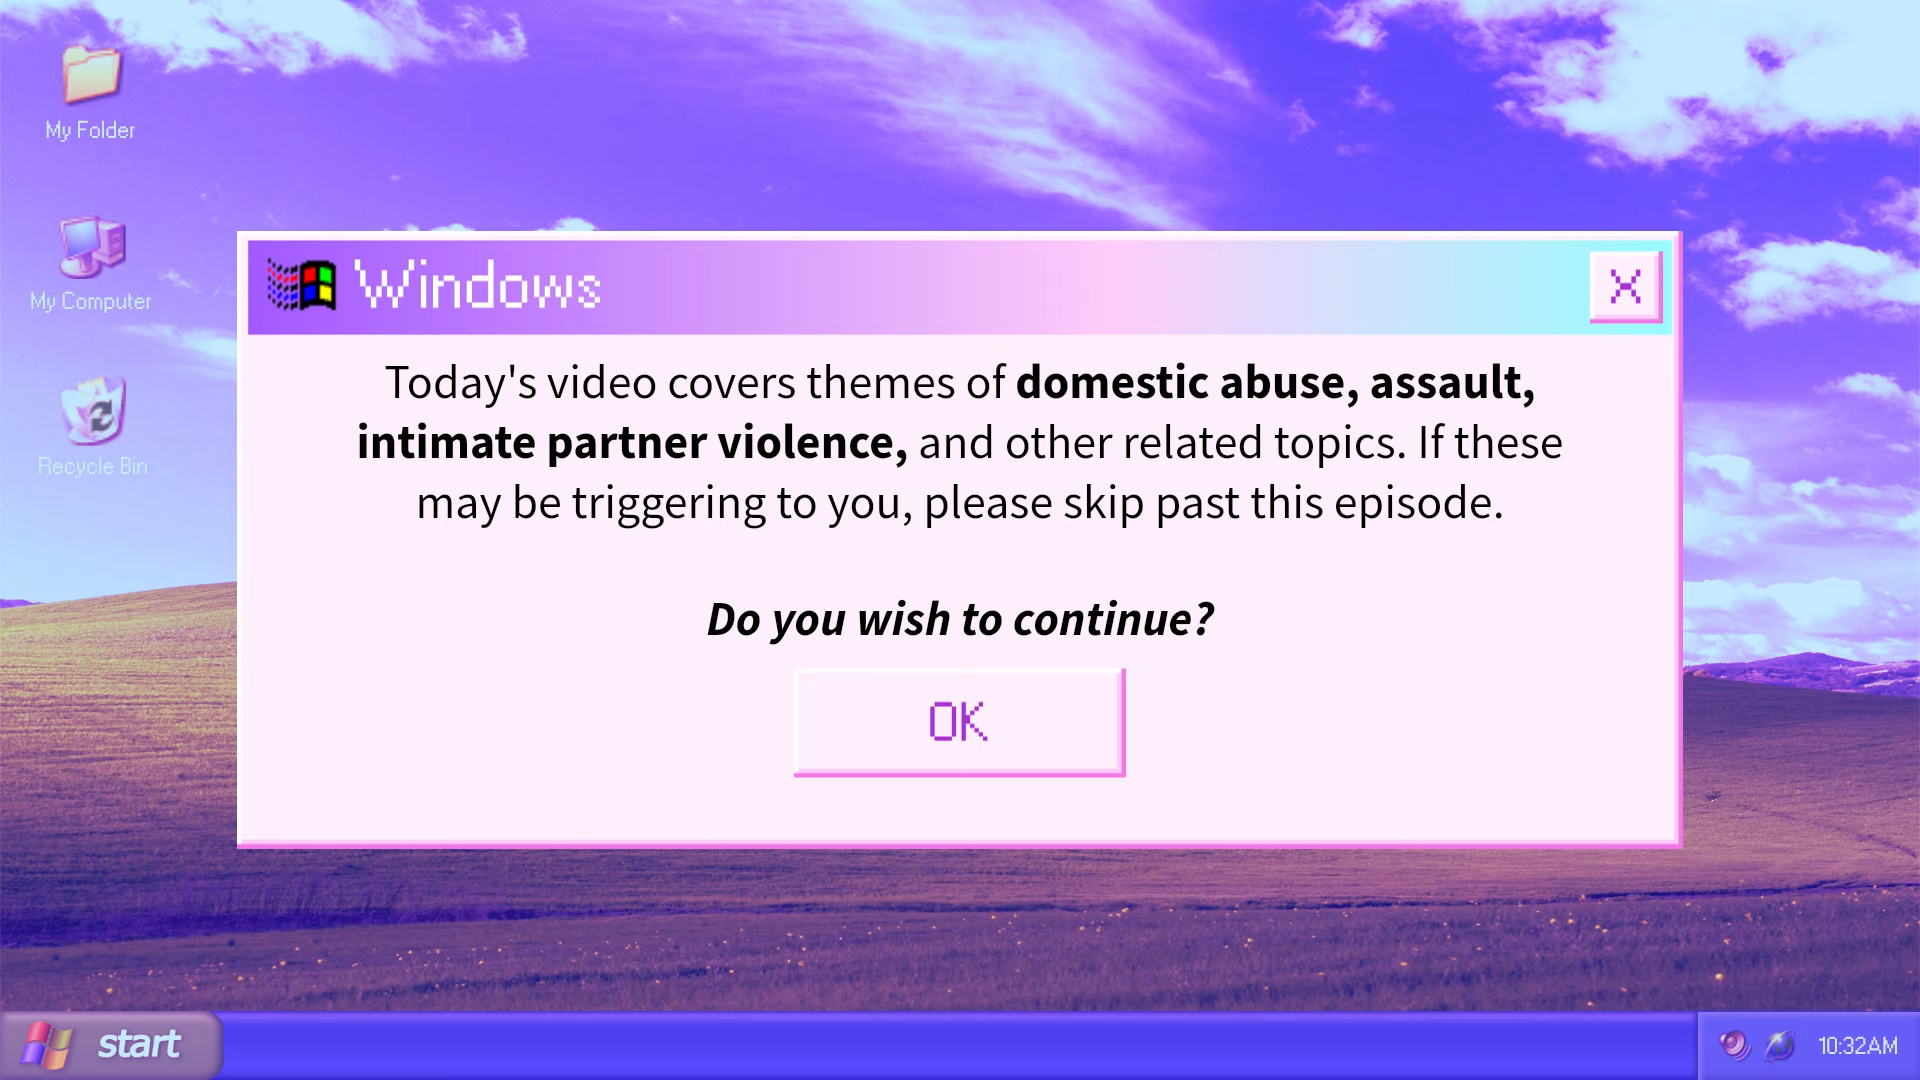 My Folder
My Computer
Recycle Bin
Windows
Today's video covers themes of domestic abuse, assault,
intimate partner violence, and other related topics. If these
may be triggering to you, please skip past this episode.
Do you wish to continue?
OK
start
10:32AM